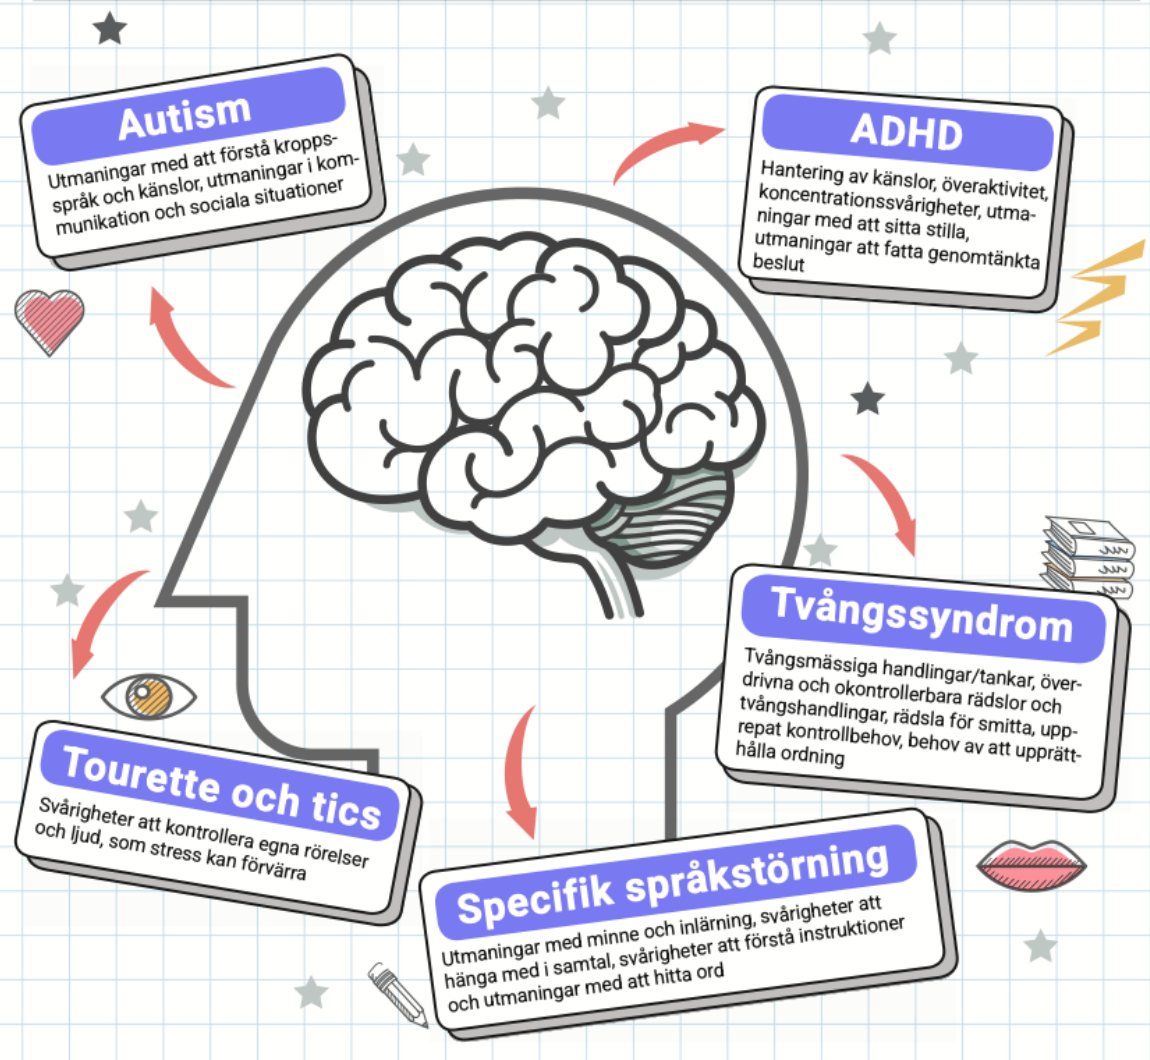 Autism
Utmaningar med att förstå kropps-
språk och känslor, utmaningar i kom-
munikation och sociala situationer
ADHD
Hantering av känslor, överaktivitet,
koncentrationssvårigheter, utma-
ningar med att sitta stilla,
utmaningar att fatta genomtänkta
beslut
Tvångssyndrom
Tvångsmässiga handlingar/tankar, över-
drivna och okontrollerbara rädslor och
tvångshandlingar, rädsla för smitta, upp-
repat kontrollbehov, behov av att upprätt-
hålla ordning
Tourette och tics
Svårigheter att kontrollera egna rörelser
och ljud, som stress kan förvärra
Specifik språkstörning
Utmaningar med minne och inlärning, svårigheter att
hänga med i samtal, svårigheter att förstå instruktioner
och utmaningar med att hitta ord